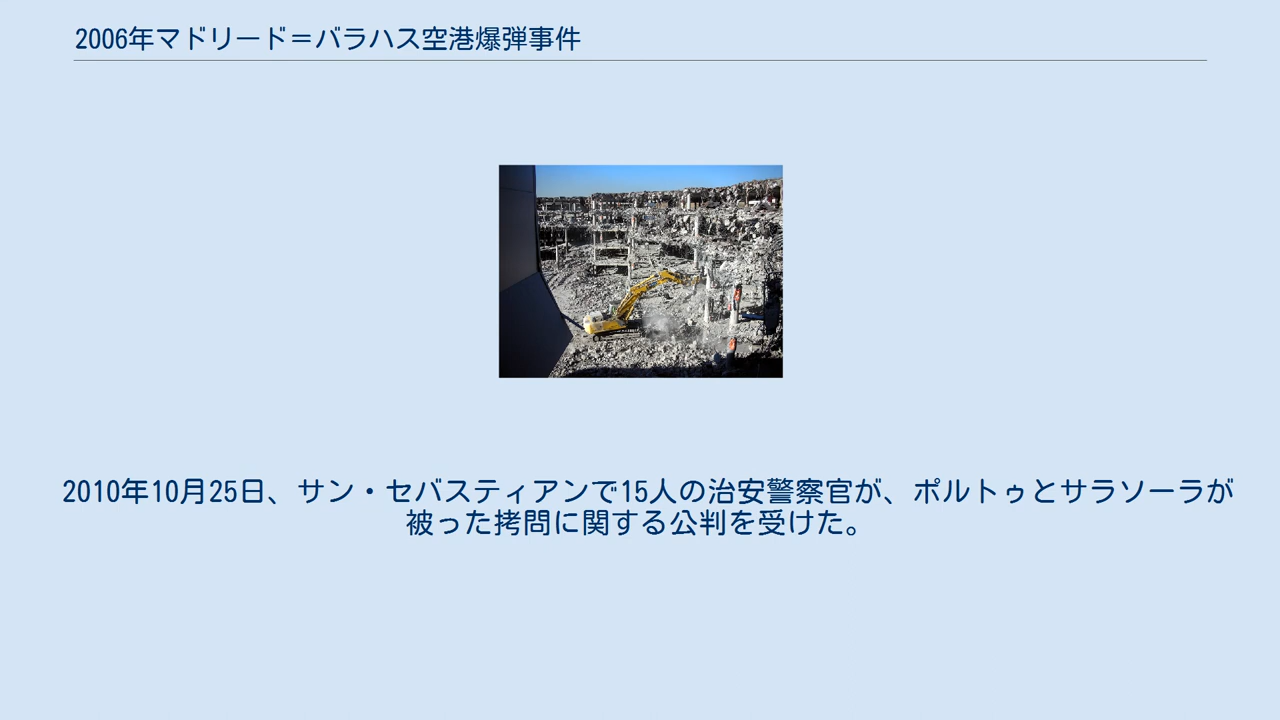 2006年マドリード＝バラハス空港爆弾事件
2010年10月25日、サン・セバスティアンで15人の治安警察官が、ポルトゥとサラソーラが
被った拷問に関する公判を受けた。